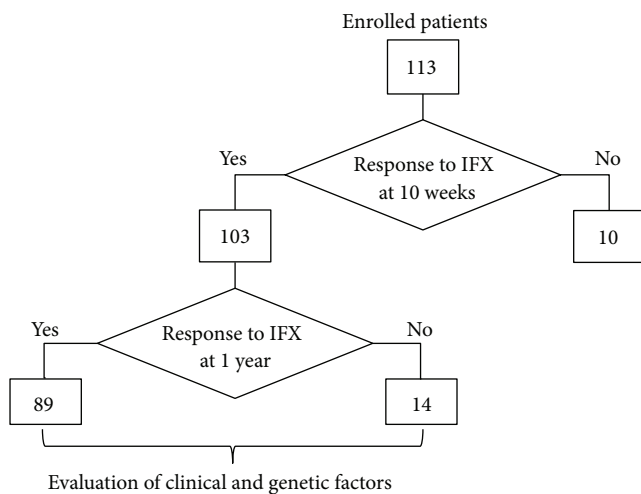 Enrolled patients
113
Yes
Response to IFX
at 10 weeks
No
103
10
Yes
Response to IFX
at 1 year
No
89
14
Evaluation of clinical and genetic factors